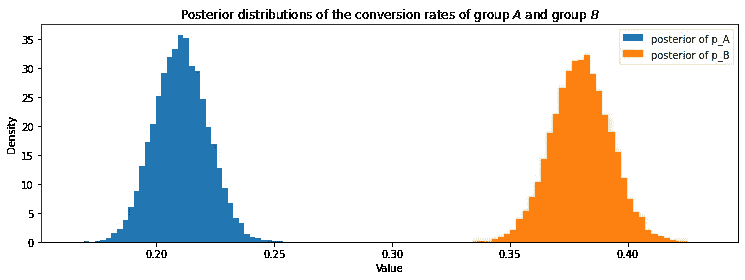 Posterior distributions of the conversion rates of group A and group B
35
30
25
20
15
10
5
0
Density
0.20 0.25 0.30 0.35 0.40
Value
posterior of p_A
posterior of p_B